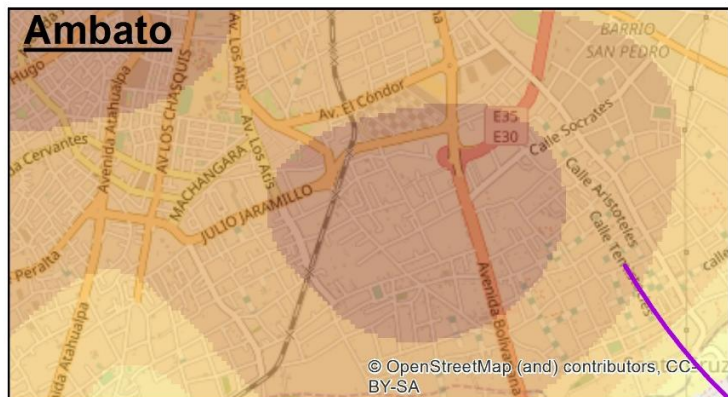 Ambato
BARRIO
SAN PEDRO
Hugo
Av. Los Atis
Avenida Atahualpa
AV LOS CHASQUIS
Av. El Cóndor
E35
E30
Calle Socrates
Cervantes
Av. Los Atis
MACHANGARA
Calle Aristoteles
JULIO JARAMILLO
Peralta
Avenida Bolivariana
calle
Atahualpa
© OpenStreetMap (and) contributors, CC-
BY-SA